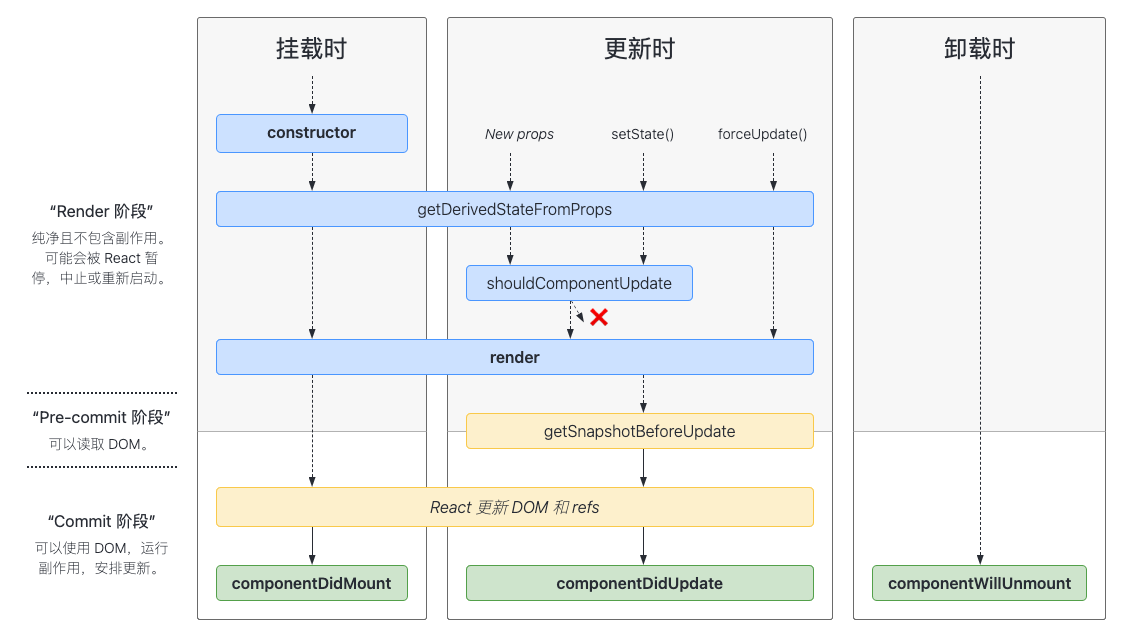 挂载时
更新时
卸载时
constructor
New props
setState()
forceUpdate()
“Render 阶段”
纯净且不包含副作用。
可能会被 React 暂
停，中止或重新启动。
getDerivedStateFromProps
shouldComponentUpdate
render
“Pre-commit 阶段”
可以读取 DOM。
getSnapshotBeforeUpdate
“Commit 阶段”
可以使用 DOM，运行
副作用，安排更新。
React 更新 DOM 和 refs
componentDidMount
componentDidUpdate
componentWillUnmount